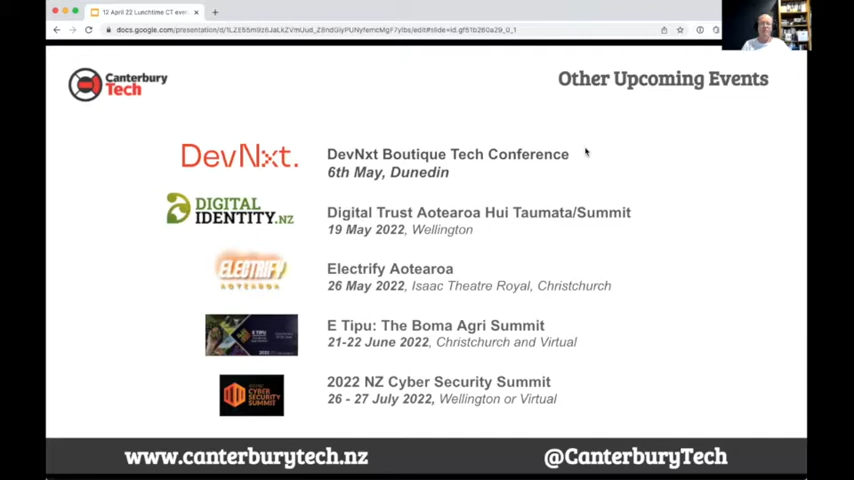 12 April 22 Lunchtime CT even
Canterbury
Tech
Other Upcoming Events
DevNxt.
DevNxt Boutique Tech Conference
6th May, Dunedin
DIGITAL
IDENTITY.NZ
Digital Trust Aotearoa Hui Taumata/Summit
19 May 2022, Wellington
ELECTRIFY
AOTEAROA
Electrify Aotearoa
26 May 2022, Isaac Theatre Royal, Christchurch
E Tipu: The Boma Agri Summit
21-22 June 2022, Christchurch and Virtual
CYBER
SECURITY
SUMMIT
2022 NZ Cyber Security Summit
26 - 27 July 2022, Wellington or Virtual
www.canterburytech.nz
@CanterburyTech